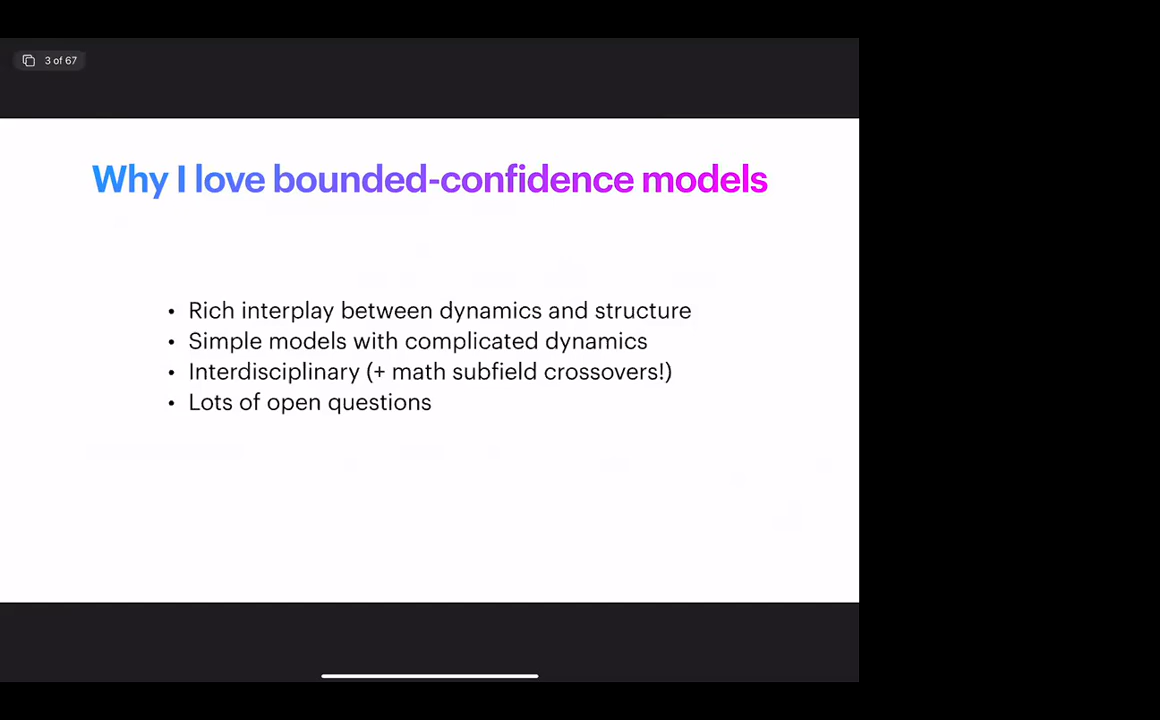 3 of 67
Why I love bounded-confidence models
• Rich interplay between dynamics and structure
• Simple models with complicated dynamics
• Interdisciplinary (+ math subfield crossovers!)
• Lots of open questions